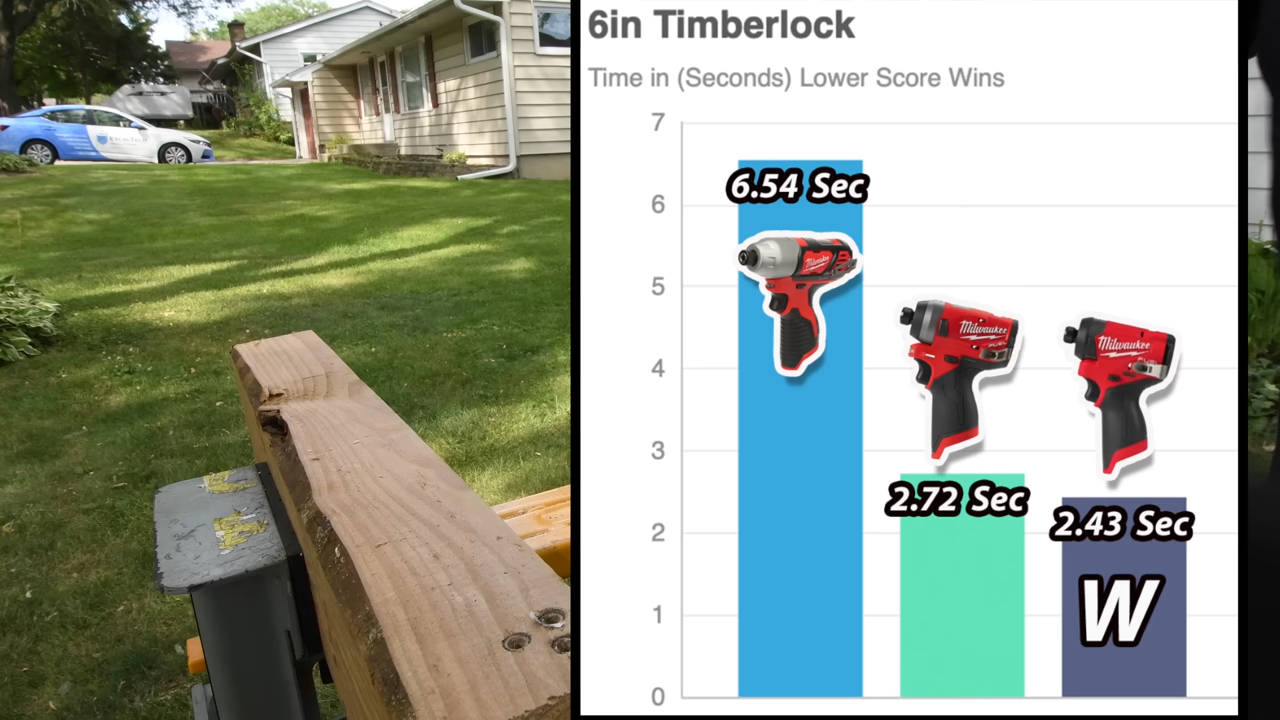 6in Timberlock
Time in (Seconds) Lower Score Wins
7
6.54 Sec
6
Milwaukee
5
Milwaukee
Milwaukee
4
3
2.72 Sec
2.43 Sec
2
W
1
0